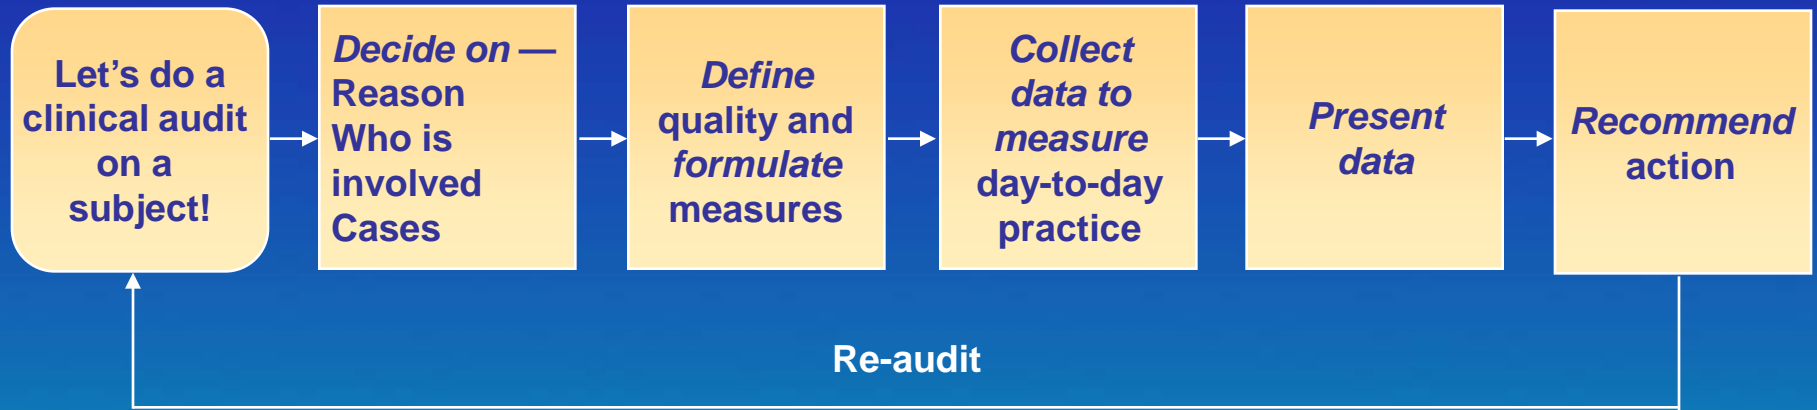 Let’s do a
clinical audit
on a
subject!
Decide on —
Reason
Who is
involved
Cases
Define
quality and
formulate
measures
Collect
data to
measure
day-to-day
practice
Present
data
Recommend
action
Re-audit